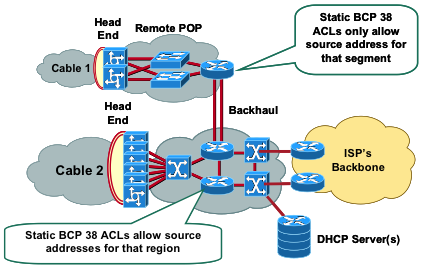 Head
End
Remote POP
Static BCP 38
ACLs only allow
source address for
that segment
Cable 1
Head
End
Backhaul
Cable 2
ISP's
Backbone
Static BCP 38 ACLs allow source
addresses for that region
DHCP Server(s)